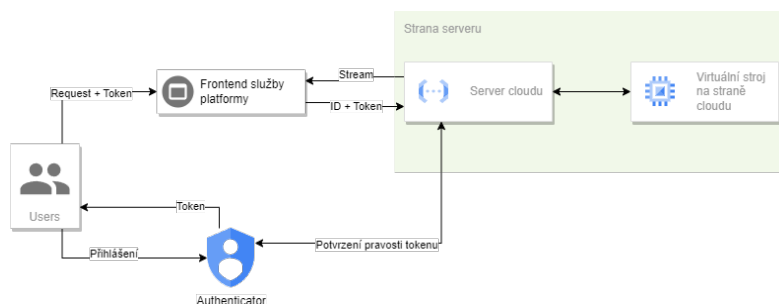 Strana serveru
Stream
Frontend služby
platformy
Server cloudu
Virtuální stroj
na straně
cloudu
Request + Token
ID + Token
Users
Token
Přihlášení
Potvrzení pravosti tokenu
Authenticator